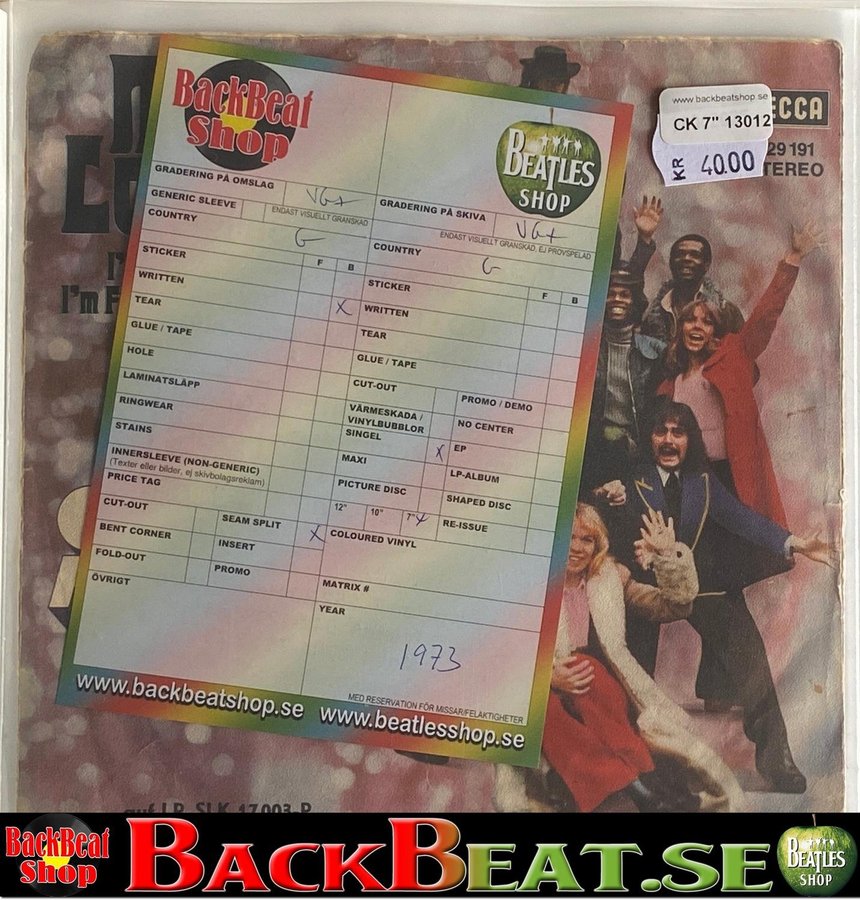 www.backbeatshop.se
CK 7" 13012
KR 40.00
ECCA
29 191
TEREO
BackBeat
Shop
BEATLES
SHOP
GRADERING PÅ OMSLAG VG+
GENERIC SLEEVE
ENDAST VISUELLT GRANSKAD
COUNTRY G
F B
STICKER
WRITTEN X
TEAR
GLUE / TAPE
HOLE
LAMINATSLÄPP
RINGWEAR
STAINS
INNERSLEEVE (NON-GENERIC)
(Texter eller bilder, ej skivbolagsreklam)
PRICE TAG
CUT-OUT SEAM SPLIT X
BENT CORNER INSERT
FOLD-OUT PROMO
ÖVRIGT
GRADERING PÅ SKIVA VG+
ENDAST VISUELLT GRANSKAD, EJ PROVSPELAD
COUNTRY G
F B
STICKER
WRITTEN
TEAR
GLUE / TAPE
CUT-OUT PROMO / DEMO
VÄRMESKADA /
VINYLBUBBLOR NO CENTER
SINGEL X EP
MAXI LP-ALBUM
PICTURE DISC SHAPED DISC
12" 10" 7" X RE-ISSUE
COLOURED VINYL
MATRIX #
YEAR
1973
MED RESERVATION FÖR MISSAR/FELAKTIGHETER
www.backbeatshop.se www.beatlesshop.se
I'm F
auf LP SLK 17 003-P
BackBeat
Shop
BACKBEAT.SE
BEATLES
SHOP